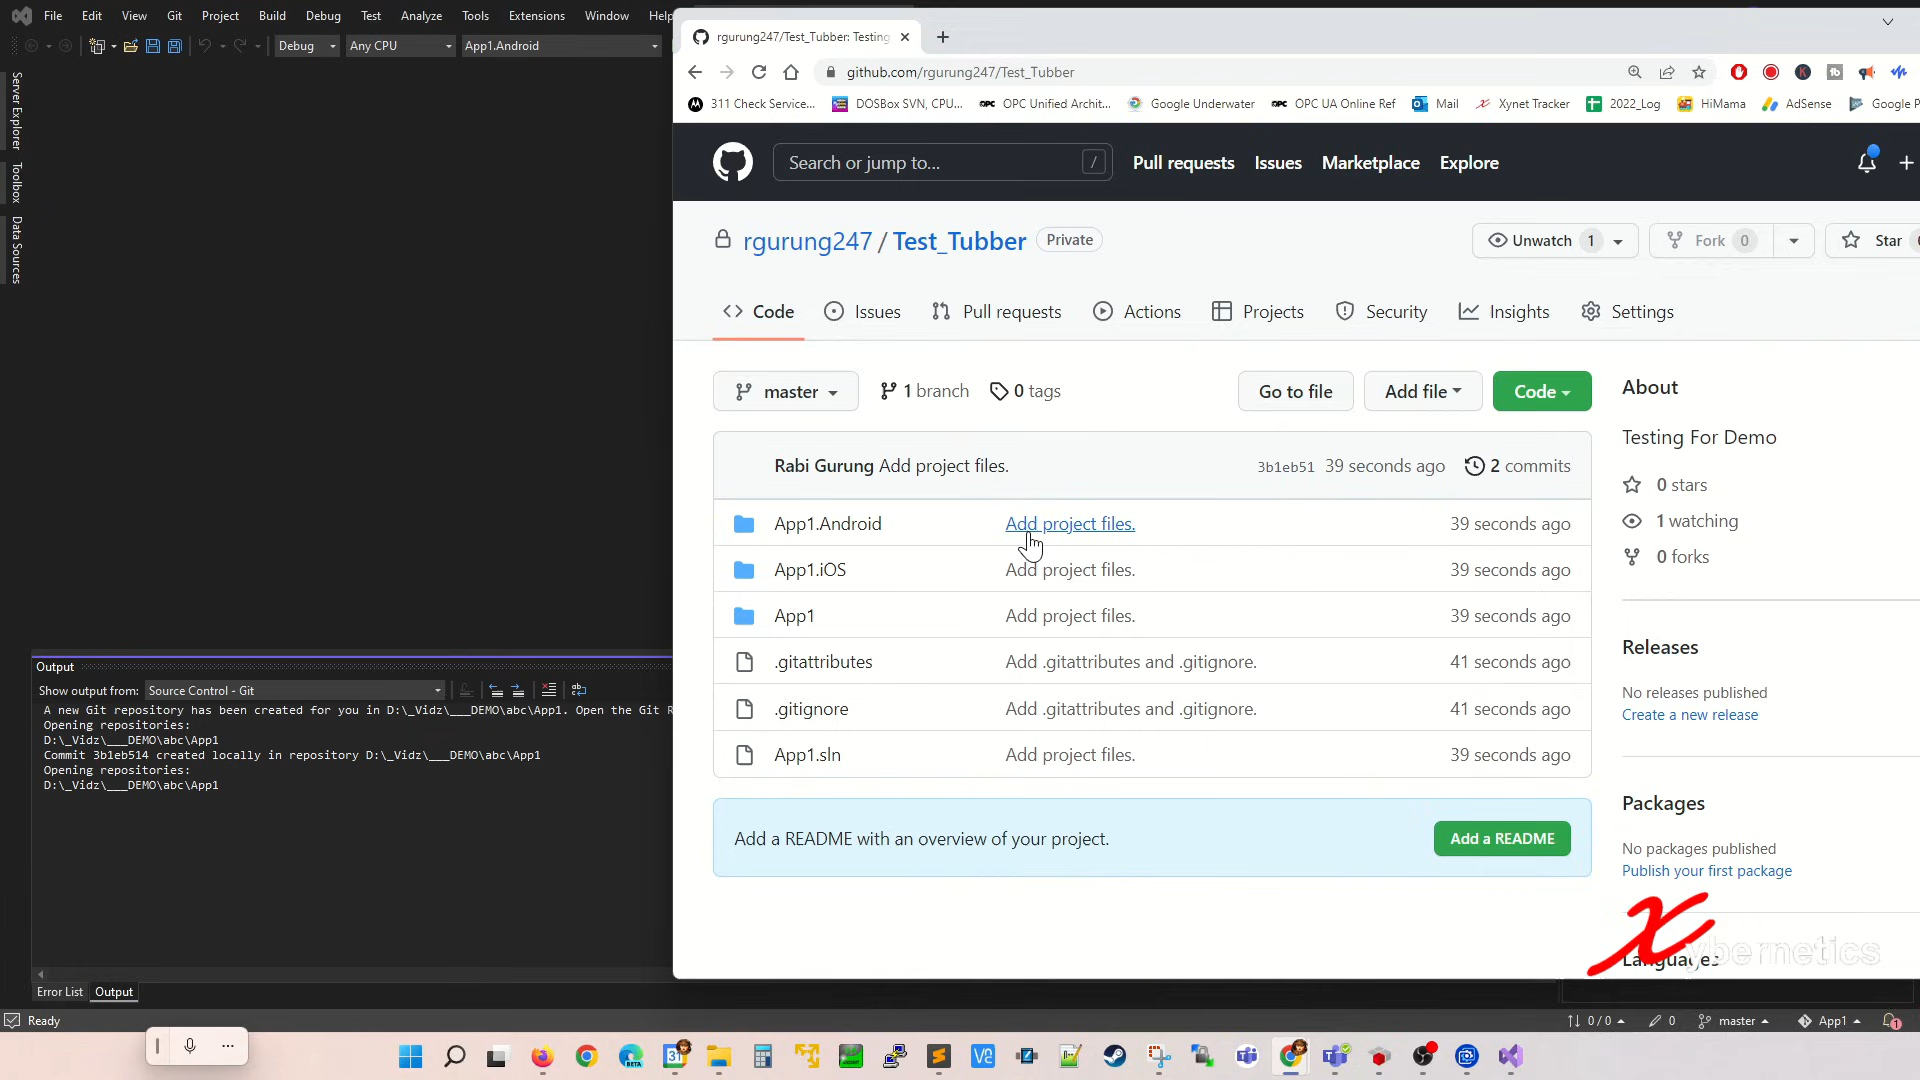 File Edit View Git Project Build Debug Test Analyze Tools Extensions Window Help
Debug Any CPU App1.Android
Server Explorer
Toolbox
Data Sources
rgurung247/Test_Tubber: Testing
github.com/rgurung247/Test_Tubber
311 Check Service... DOSBox SVN, CPU... OPC Unified Archit... Google Underwater OPC UA Online Ref Mail Xynet Tracker 2022_Log HiMama AdSense Google P
Search or jump to... / Pull requests Issues Marketplace Explore
rgurung247 / Test_Tubber Private
Unwatch 1 Fork 0 Star
Code Issues Pull requests Actions Projects Security Insights Settings
master 1 branch 0 tags Go to file Add file Code
Rabi Gurung Add project files. 3b1eb51 39 seconds ago 2 commits
App1.Android Add project files. 39 seconds ago
App1.iOS Add project files. 39 seconds ago
App1 Add project files. 39 seconds ago
.gitattributes Add .gitattributes and .gitignore. 41 seconds ago
.gitignore Add .gitattributes and .gitignore. 41 seconds ago
App1.sln Add project files. 39 seconds ago
Add a README with an overview of your project. Add a README
About
Testing For Demo
0 stars
1 watching
0 forks
Releases
No releases published
Create a new release
Packages
No packages published
Publish your first package
Languages
Xybernetics
Output
Show output from: Source Control - Git
A new Git repository has been created for you in D:\_Vidz\___DEMO\abc\App1. Open the Git R
Opening repositories:
D:\_Vidz\___DEMO\abc\App1
Commit 3b1eb514 created locally in repository D:\_Vidz\___DEMO\abc\App1
Opening repositories:
D:\_Vidz\___DEMO\abc\App1
Error List Output
Ready
0 / 0 0 master App1 1